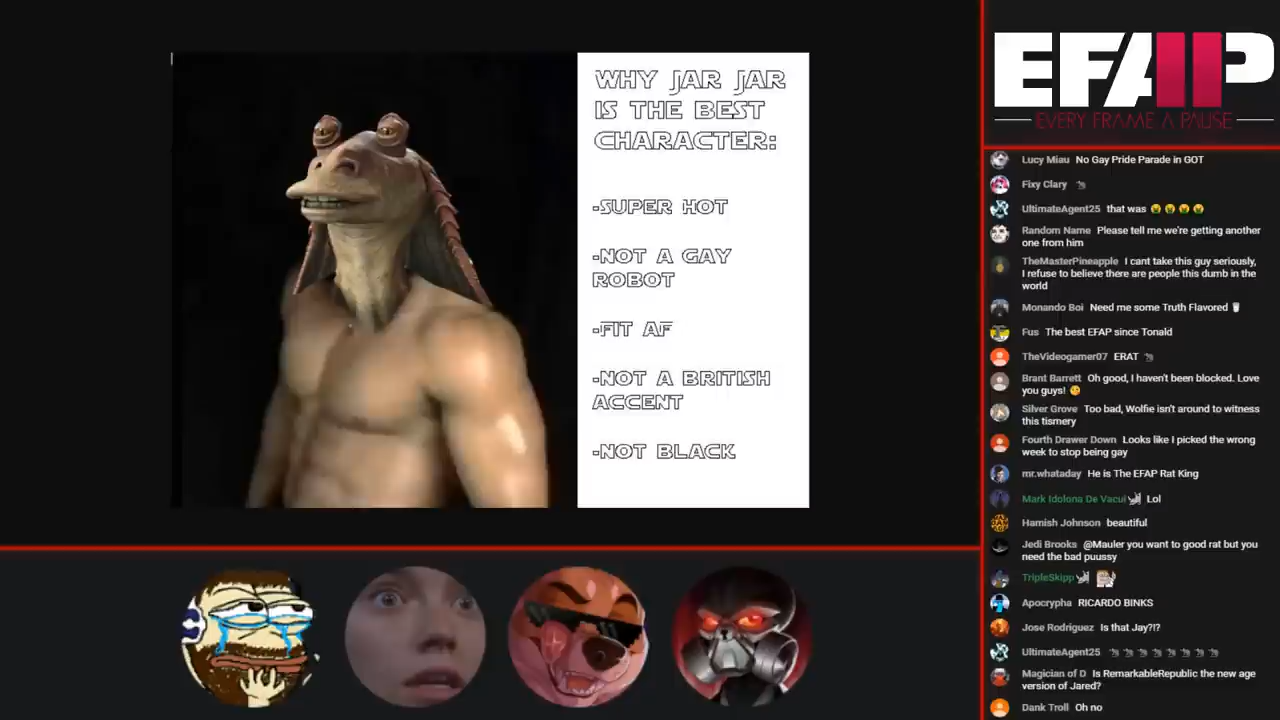 WHY JAR JAR
IS THE BEST
CHARACTER:
-SUPER HOT
-NOT A GAY
ROBOT
-FIT AF
-NOT A BRITISH
ACCENT
-NOT BLACK
EFAP
EVERY FRAME A PAUSE
Lucy Miau No Gay Pride Parade in GOT
Fixy Clary
UltimateAgent25 that was
Random Name Please tell me we're getting another
one from him
TheMasterPineapple I cant take this guy seriously,
I refuse to believe there are people this dumb in the
world
Monando Boi Need me some Truth Flavored
Fus The best EFAP since Tonald
TheVideogamer07 ERAT
Brant Barrett Oh good, I haven't been blocked. Love
you guys!
Silver Grove Too bad, Wolfie isn't around to witness
this tismery
Fourth Drawer Down Looks like I picked the wrong
week to stop being gay
mr.whataday He is The EFAP Rat King
Mark Idolona De Vacui Lol
Hamish Johnson beautiful
Jedi Brooks @Mauler you want to good rat but you
need the bad puussy
TripleSkipp
Apocrypha RICARDO BINKS
Jose Rodriguez Is that Jay?!?
UltimateAgent25
Magician of D Is RemarkableRepublic the new age
version of Jared?
Dank Troll Oh no